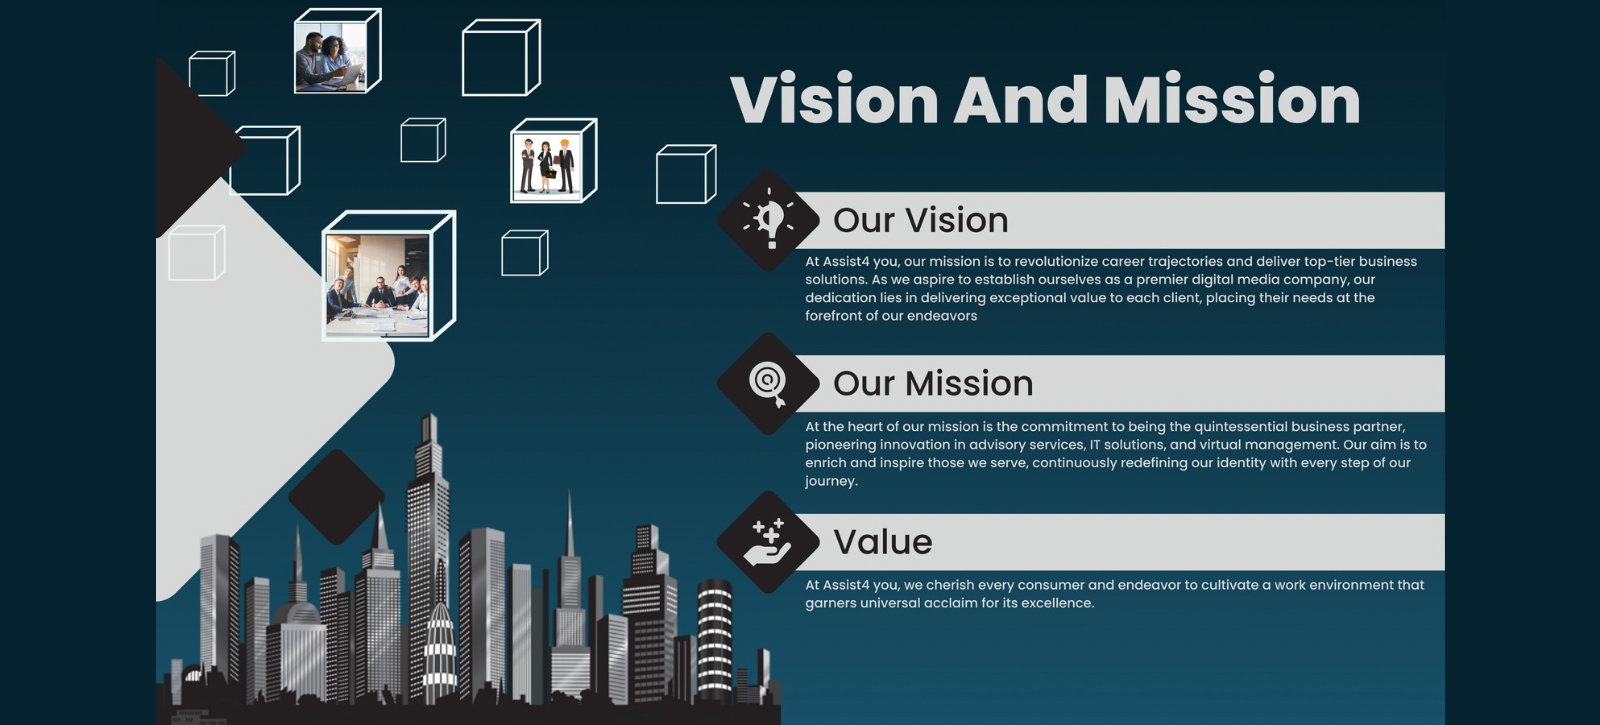 Vision And Mission
Our Vision
At Assist4 you, our mission is to revolutionize career trajectories and deliver top-tier business
solutions. As we aspire to establish ourselves as a premier digital media company, our
dedication lies in delivering exceptional value to each client, placing their needs at the
forefront of our endeavors
Our Mission
At the heart of our mission is the commitment to being the quintessential business partner,
pioneering innovation in advisory services, IT solutions, and virtual management. Our aim is to
enrich and inspire those we serve, continuously redefining our identity with every step of our
journey.
Value
At Assist4 you, we cherish every consumer and endeavor to cultivate a work environment that
garners universal acclaim for its excellence.